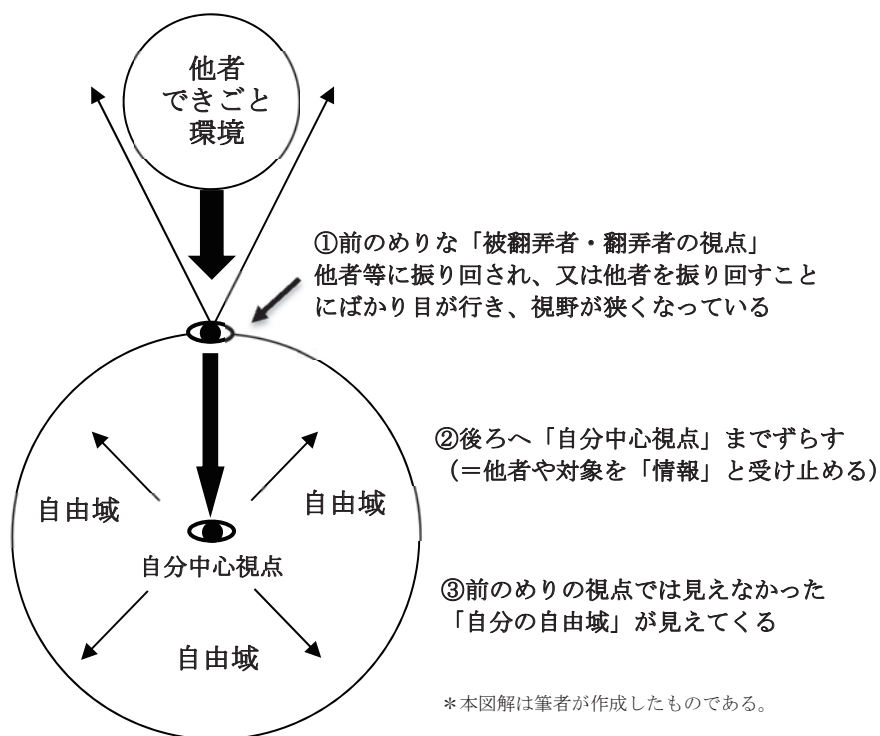 他者
できごと
環境
①前のめりな「被翻弄者・翻弄者の視点」
他者等に振り回され、又は他者を振り回すこと
にばかり目が行き、視野が狭くなっている
②後ろへ「自分中心視点」までずらす
（＝他者や対象を「情報」と受け止める）
自由域
自由域
自分中心視点
③前のめりの視点では見えなかった
「自分の自由域」が見えてくる
自由域
＊本図解は筆者が作成したものである。